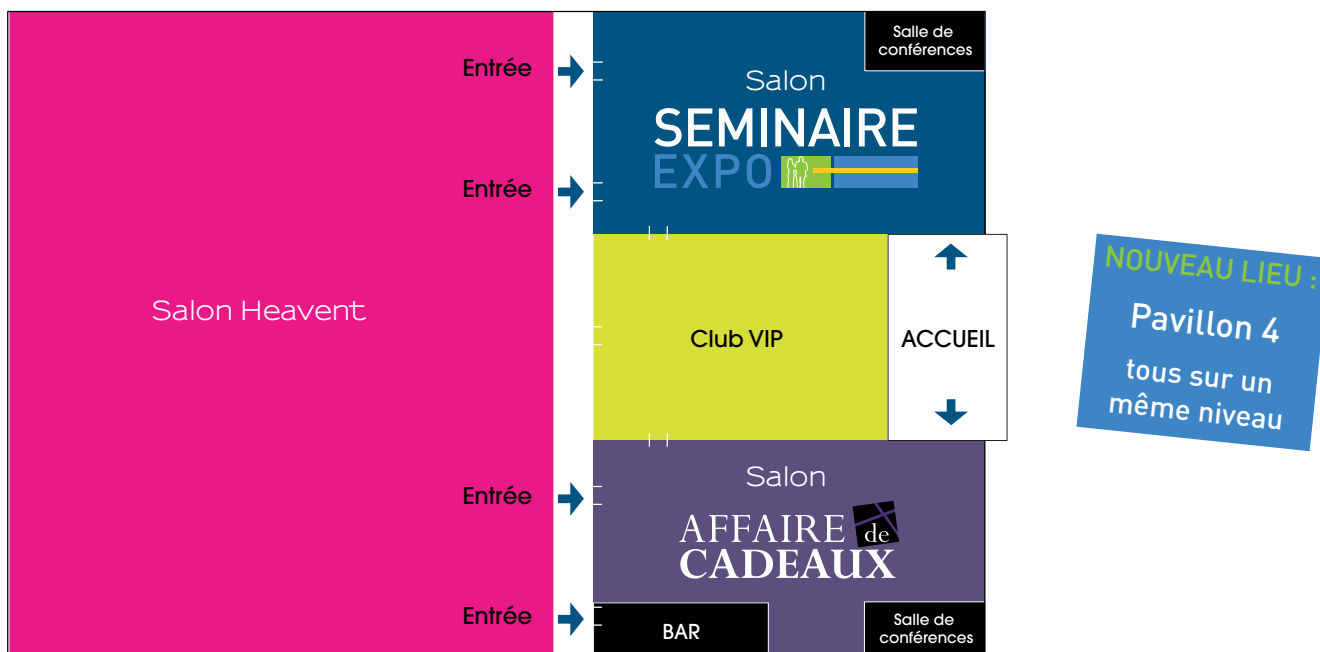 Salon Heavent
Entrée
Entrée
Entrée
Entrée
Salle de
conférences
Salon
SEMINAIRE
EXPO
Club VIP
ACCUEIL
Salon
AFFAIRE de
CADEAUX
BAR
Salle de
conférences
NOUVEAU LIEU :
Pavillon 4
tous sur un
même niveau